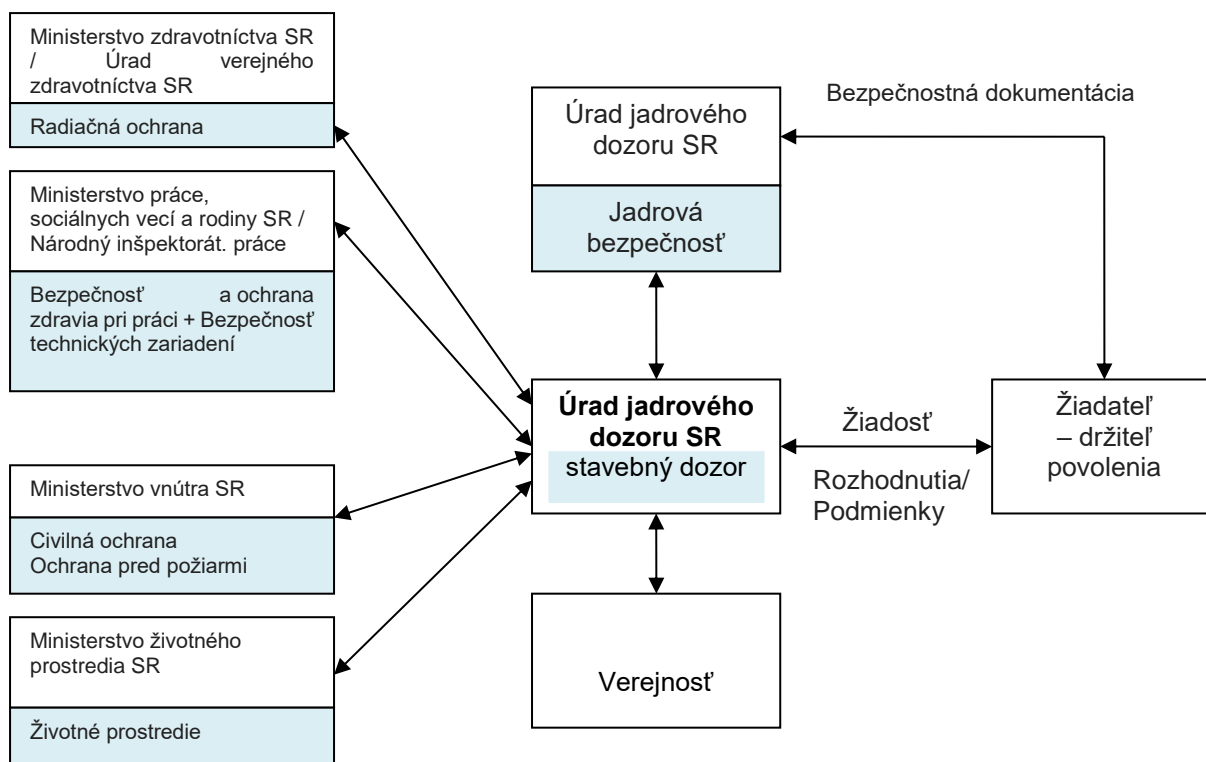 Ministerstvo zdravotníctva SR
/ Úrad verejného
zdravotníctva SR
Radiačná ochrana
Ministerstvo práce,
sociálnych vecí a rodiny SR /
Národný inšpektorát. práce
Bezpečnosť a ochrana
zdravia pri práci + Bezpečnosť
technických zariadení
Ministerstvo vnútra SR
Civilná ochrana
Ochrana pred požiarmi
Ministerstvo životného
prostredia SR
Životné prostredie
Úrad jadrového
dozoru SR
Jadrová
bezpečnosť
Úrad jadrového
dozoru SR
stavebný dozor
Verejnosť
Bezpečnostná dokumentácia
Žiadosť
Rozhodnutia/
Podmienky
Žiadateľ
– držiteľ
povolenia